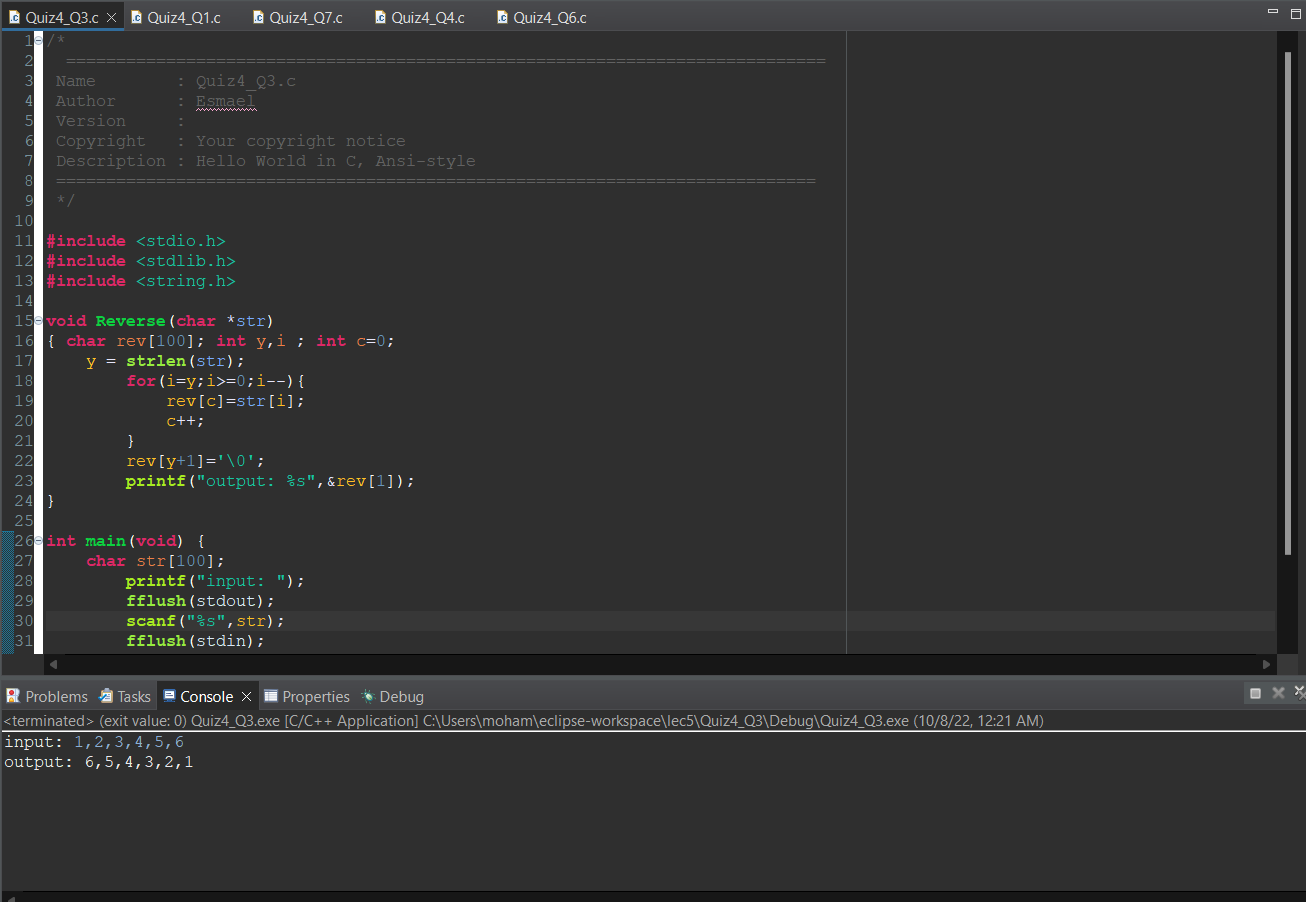 Quiz4_Q3.c Quiz4_Q1.c Quiz4_Q7.c Quiz4_Q4.c Quiz4_Q6.c
1 /*
2 ============================================================================
3 Name : Quiz4_Q3.c
4 Author : Esmael
5 Version :
6 Copyright : Your copyright notice
7 Description : Hello World in C, Ansi-style
8 ============================================================================
9 */
10
11 #include <stdio.h>
12 #include <stdlib.h>
13 #include <string.h>
14
15 void Reverse(char *str)
16 { char rev[100]; int y,i ; int c=0;
17 y = strlen(str);
18 for(i=y;i>=0;i--){
19 rev[c]=str[i];
20 c++;
21 }
22 rev[y+1]='\0';
23 printf("output: %s",&rev[1]);
24 }
25
26 int main(void) {
27 char str[100];
28 printf("input: ");
29 fflush(stdout);
30 scanf("%s",str);
31 fflush(stdin);
Problems Tasks Console Properties Debug
<terminated> (exit value: 0) Quiz4_Q3.exe [C/C++ Application] C:\Users\moham\eclipse-workspace\lec5\Quiz4_Q3\Debug\Quiz4_Q3.exe (10/8/22, 12:21 AM)
input: 1,2,3,4,5,6
output: 6,5,4,3,2,1